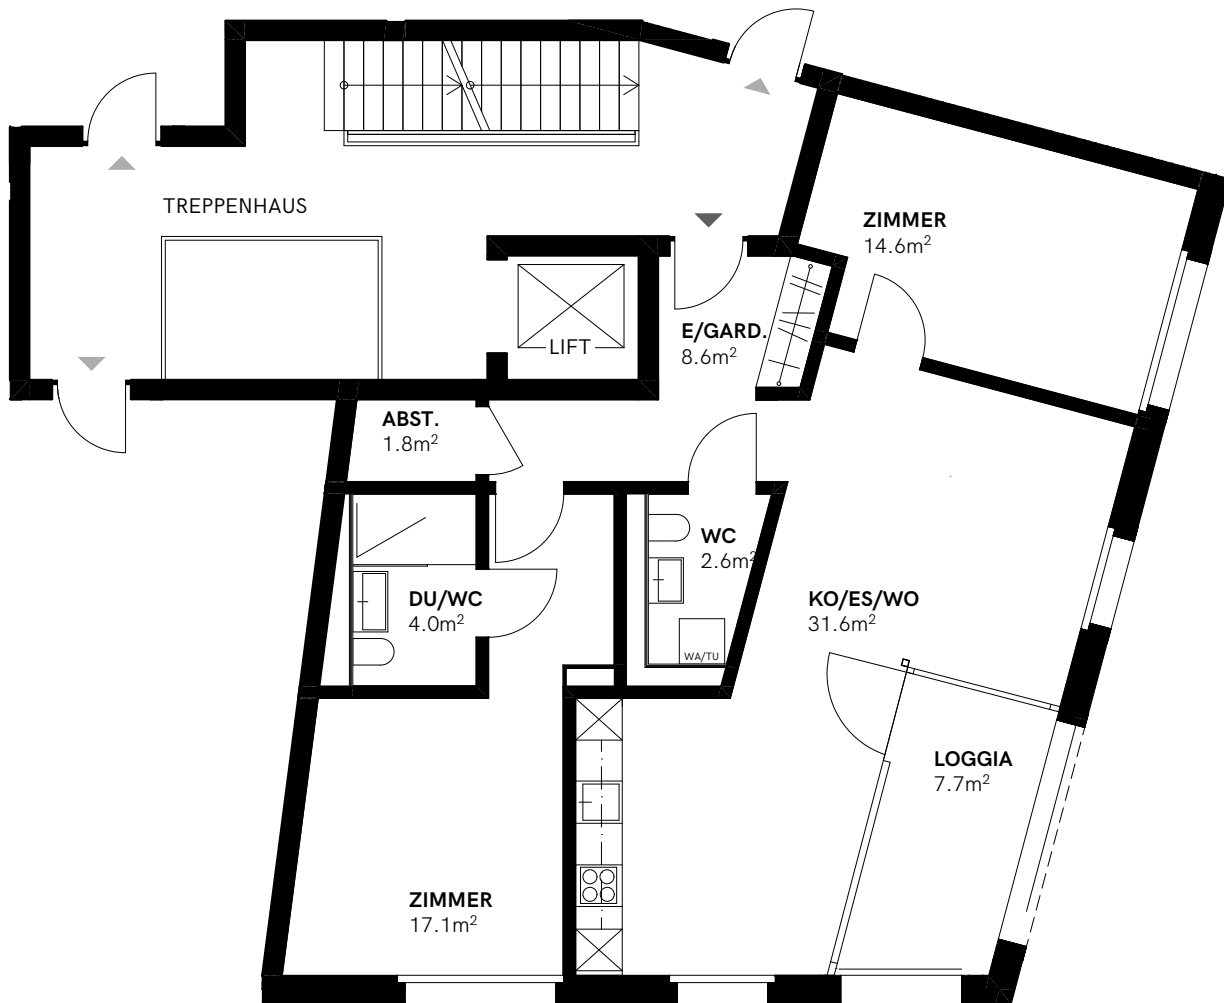 TREPPENHAUS
ZIMMER
14.6m²
E/GARD.
8.6m²
LIFT
ABST.
1.8m²
WC
2.6m²
DU/WC
4.0m²
KO/ES/WO
31.6m²
WA/TU
LOGGIA
7.7m²
ZIMMER
17.1m²